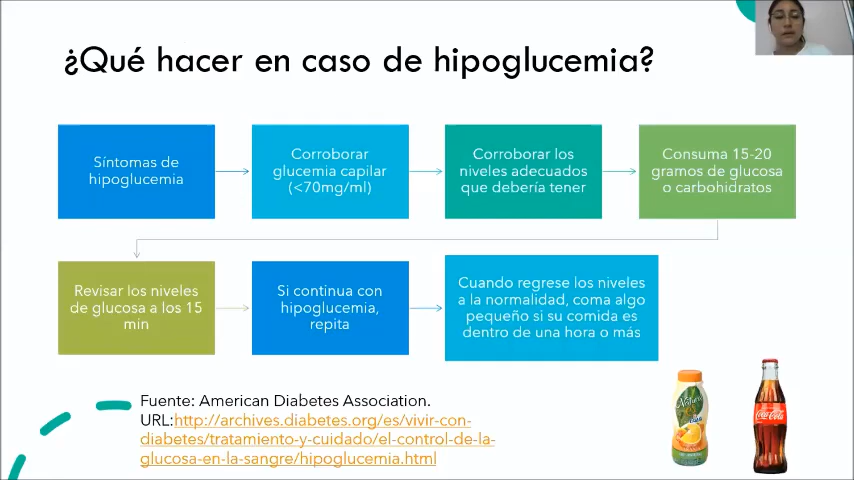 ¿Qué hacer en caso de hipoglucemia?
Síntomas de
hipoglucemia
Corroborar
glucemia capilar
(<70mg/ml)
Corroborar los
niveles adecuados
que debería tener
Consuma 15-20
gramos de glucosa
o carbohidratos
Revisar los niveles
de glucosa a los 15
min
Si continua con
hipoglucemia,
repita
Cuando regrese los niveles
a la normalidad, coma algo
pequeño si su comida es
dentro de una hora o más
Fuente: American Diabetes Association.
URL:http://archives.diabetes.org/es/vivir-con-
diabetes/tratamiento-y-cuidado/el-control-de-la-
glucosa-en-la-sangre/hipoglucemia.html
Coca-Cola